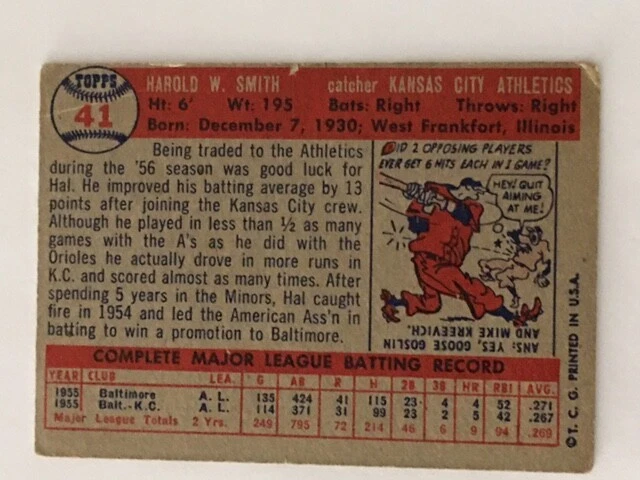 TOPPS
41
HAROLD W. SMITH catcher KANSAS CITY ATHLETICS
Ht: 6' Wt: 195 Bats: Right Throws: Right
Born: December 7, 1930; West Frankfort, Illinois
Being traded to the Athletics
during the '56 season was good luck for
Hal. He improved his batting average by 13
points after joining the Kansas City crew.
Although he played in less than ½ as many
games with the A's as he did with the
Orioles he actually drove in more runs in
K.C. and scored almost as many times. After
spending 5 years in the Minors, Hal caught
fire in 1954 and led the American Ass'n in
batting to win a promotion to Baltimore.
DID 2 OPPOSING PLAYERS
EVER GET 6 HITS EACH IN 1 GAME?
HEY! QUIT
AIMING
AT ME!
ANS: YES, GOOSE GOSLIN
AND MIKE KREEVICH.
COMPLETE MAJOR LEAGUE BATTING RECORD
YEAR CLUB LEA. G AB R H 2B 3B HR RBI AVG.
1955 Baltimore A. L. 135 424 41 115 23 4 4 52 .271
1955 Balt.-K.C. A. L. 114 371 31 99 23 2 5 42 .267
Major League Totals 2 Yrs. 249 795 72 214 46 6 9 94 .269
©T. C. G. PRINTED IN U.S.A.